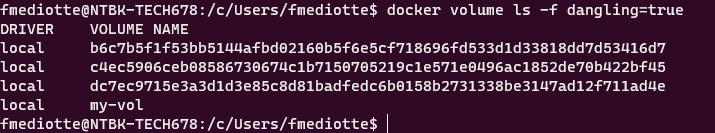 fmediotte@NTBK-TECH678:/c/Users/fmediotte$ docker volume ls -f dangling=true
DRIVER    VOLUME NAME
local     b6c7b5f1f53bb5144afbd02160b5f6e5cf718696fd533d1d33818dd7d53416d7
local     c4ec5906ceb08586730674c1b7150705219c1e571e0496ac1852de70b422bf45
local     dc7ec9715e3a3d1d3e85c8d81badfedc6b0158b2731338be3147ad12f711ad4e
local     my-vol
fmediotte@NTBK-TECH678:/c/Users/fmediotte$